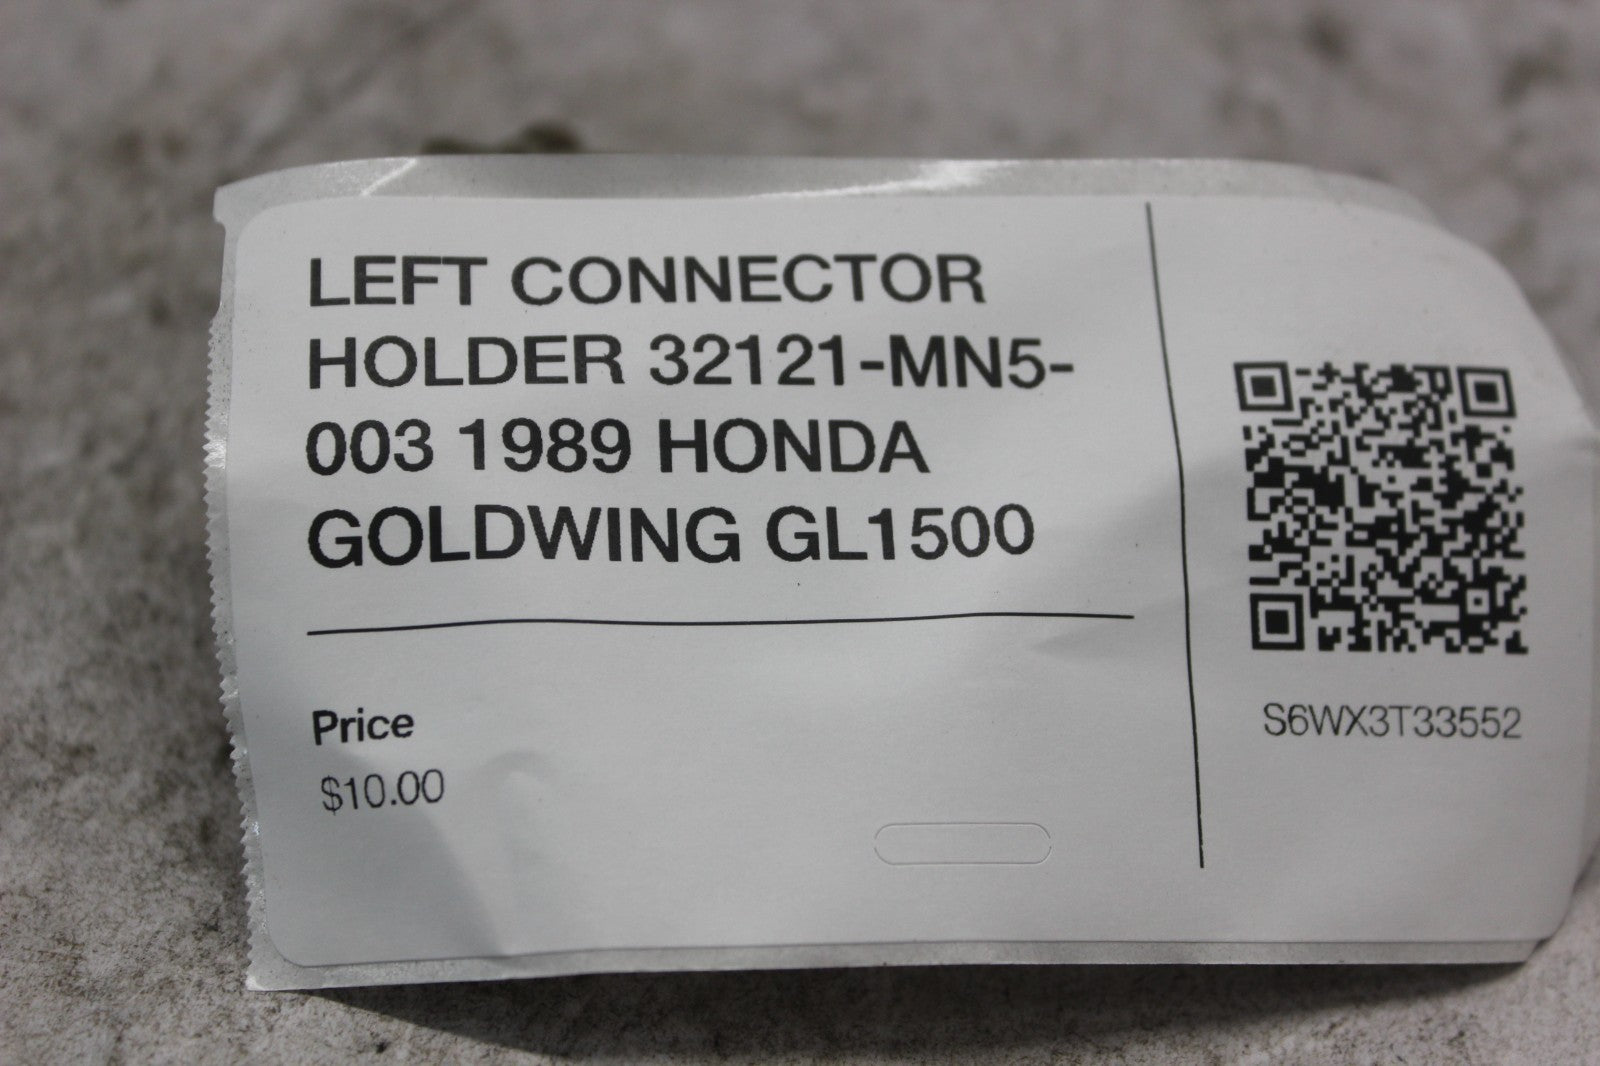 LEFT CONNECTOR
HOLDER 32121-MN5-
003 1989 HONDA
GOLDWING GL1500
Price
$10.00
S6WX3T33552